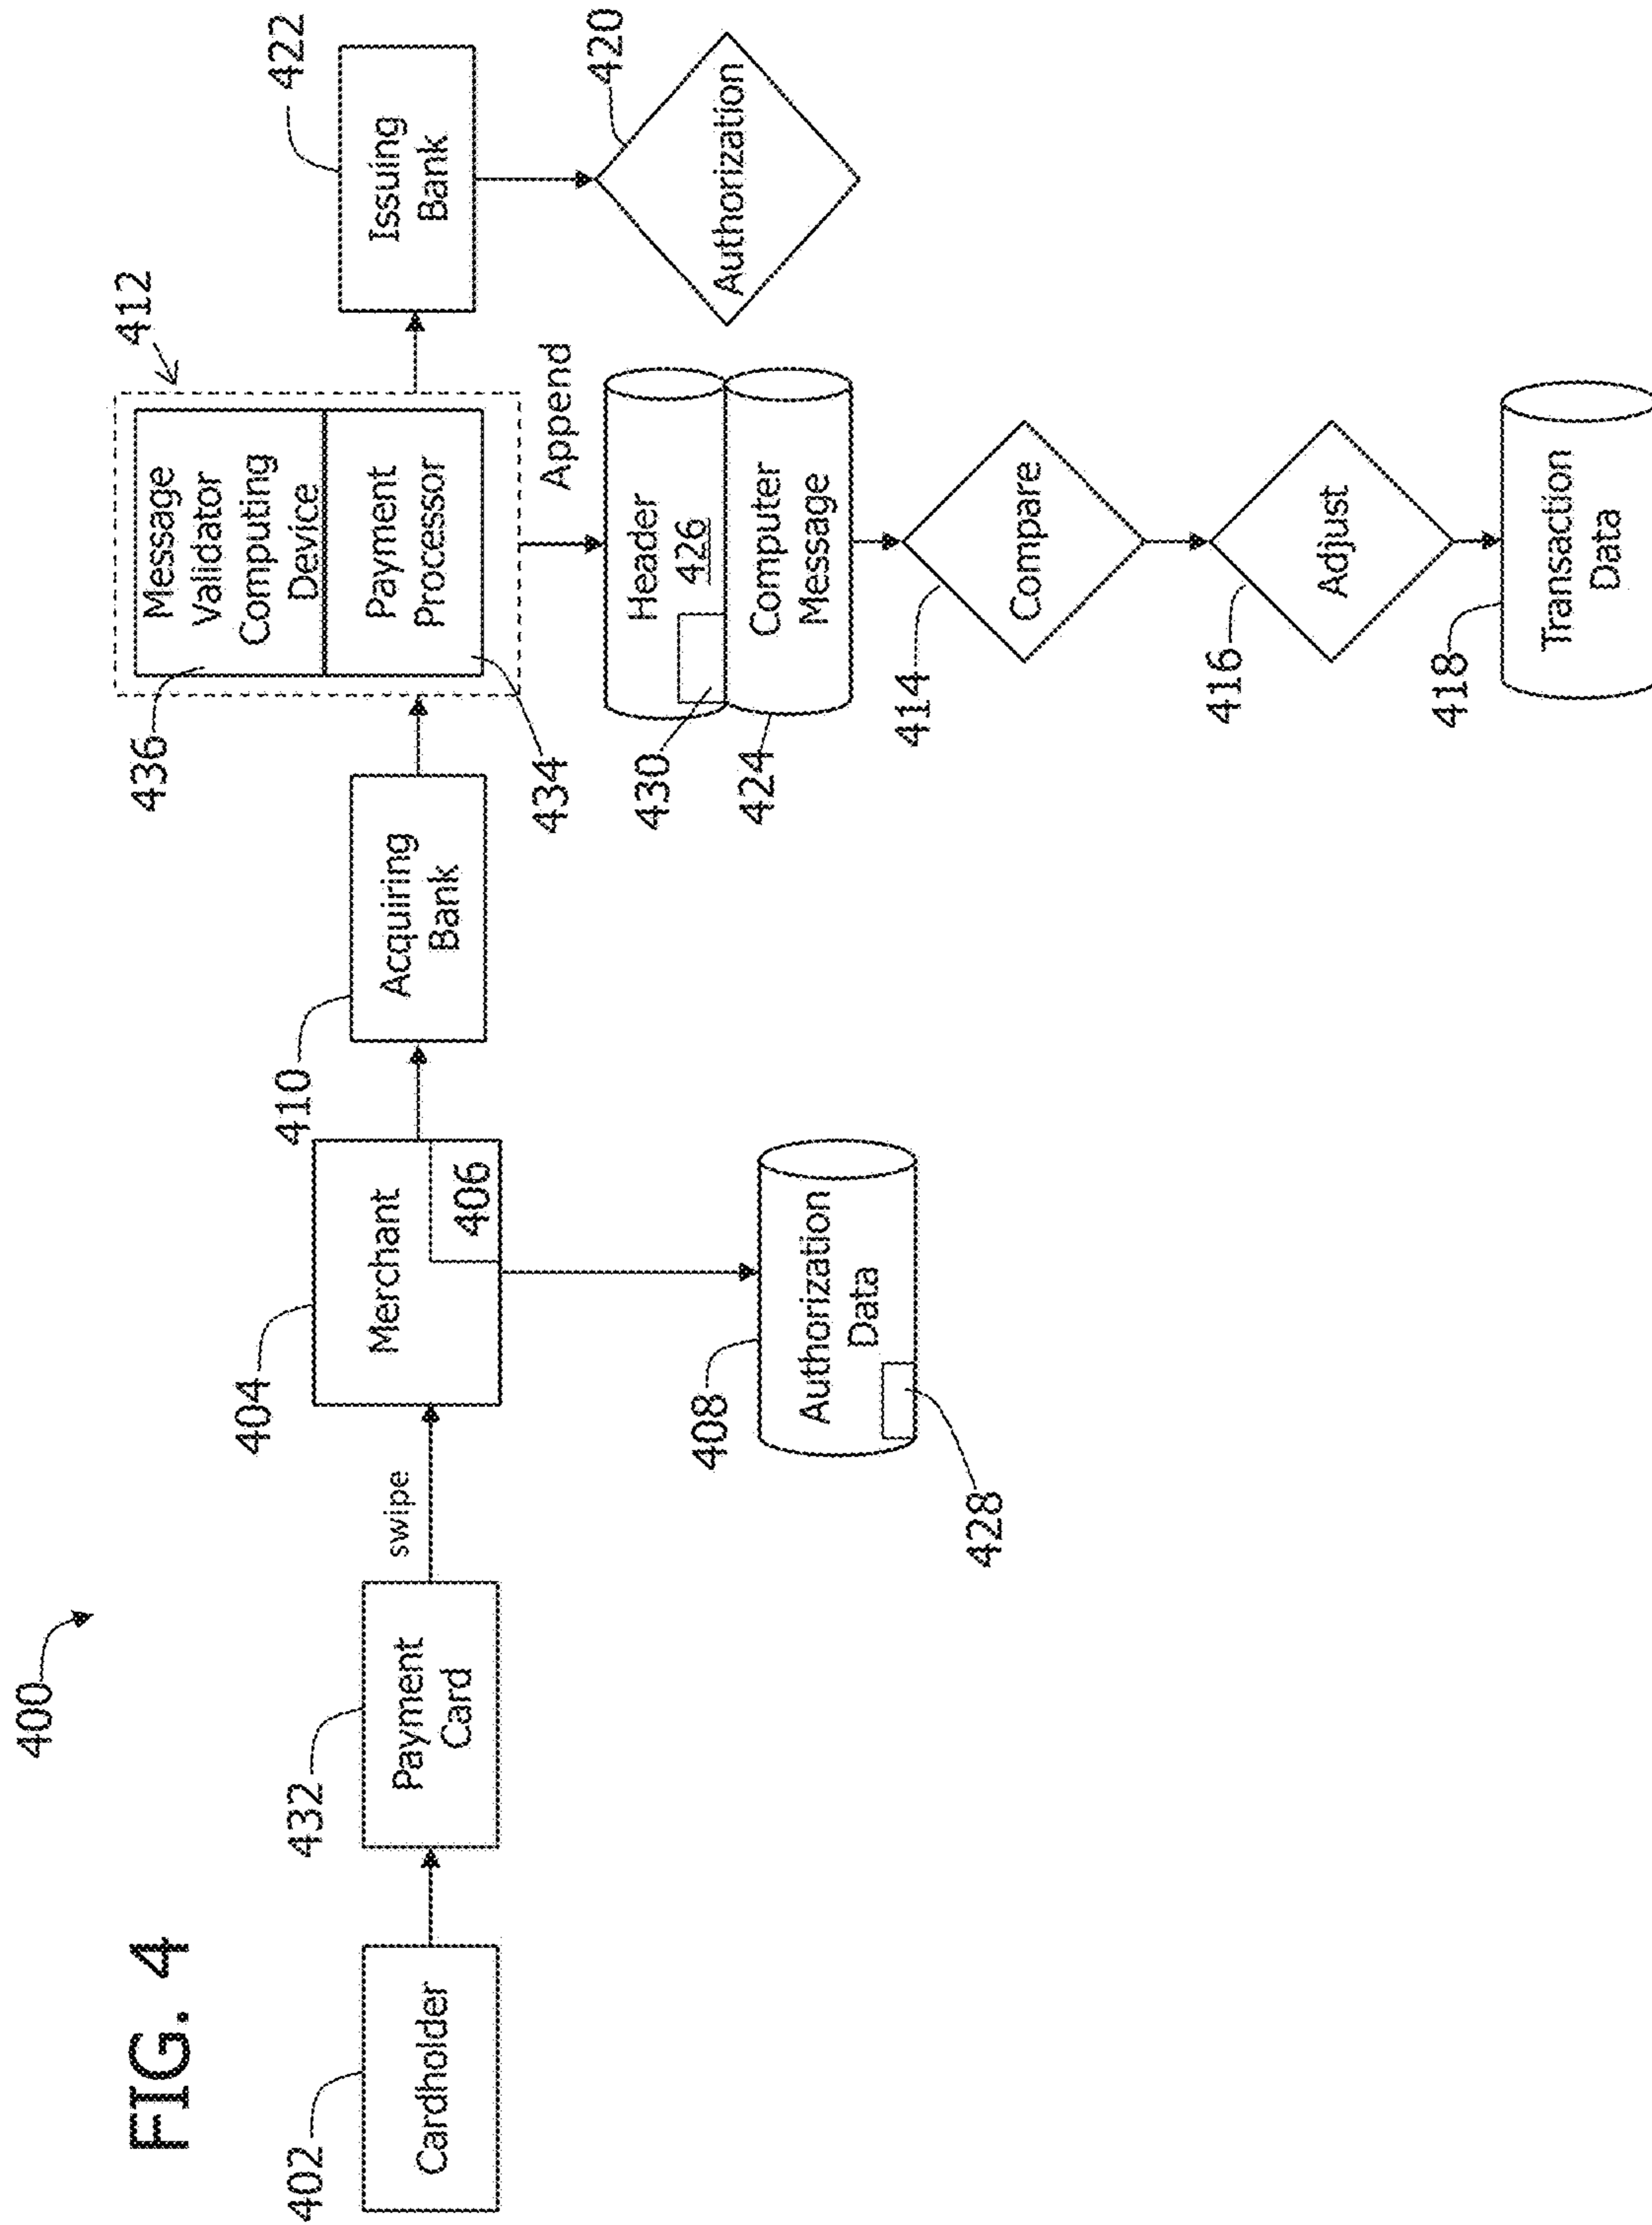 FIG. 4
400
402
Cardholder
432
Payment
Card
swipe
404
Merchant
406
408
Authorization
Data
428
410
Acquiring
Bank
412
436
Message
Validator
Computing
Device
Payment
Processor
434
422
Issuing
Bank
420
Authorization
Append
Header
426
430
Computer
Message
424
414
Compare
416
Adjust
418
Transaction
Data